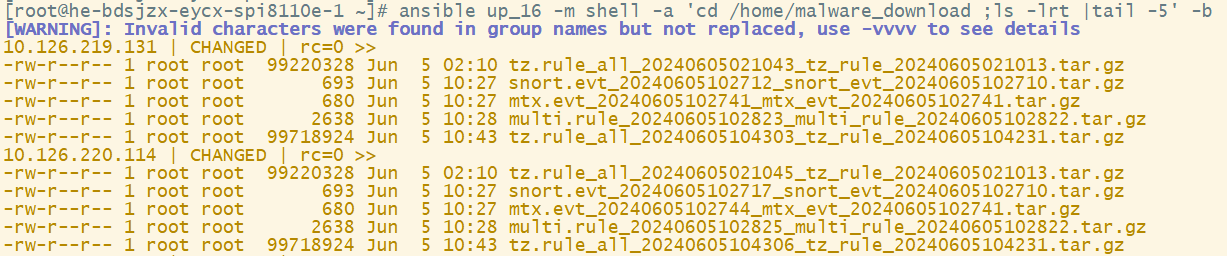 [root@he-bdsjzx-eycx-spi8110e-1 ~]# ansible up_16 -m shell -a 'cd /home/malware_download ;ls -lrt |tail -5' -b
[WARNING]: Invalid characters were found in group names but not replaced, use -vvvv to see details
10.126.219.131 | CHANGED | rc=0 >>
-rw-r--r-- 1 root root  99220328 Jun  5 02:10 tz.rule_all_20240605021043_tz_rule_20240605021013.tar.gz
-rw-r--r-- 1 root root       693 Jun  5 10:27 snort.evt_20240605102712_snort_evt_20240605102710.tar.gz
-rw-r--r-- 1 root root       680 Jun  5 10:27 mtx.evt_20240605102741_mtx_evt_20240605102741.tar.gz
-rw-r--r-- 1 root root      2638 Jun  5 10:28 multi.rule_20240605102823_multi_rule_20240605102822.tar.gz
-rw-r--r-- 1 root root  99718924 Jun  5 10:43 tz.rule_all_20240605104303_tz_rule_20240605104231.tar.gz
10.126.220.114 | CHANGED | rc=0 >>
-rw-r--r-- 1 root root  99220328 Jun  5 02:10 tz.rule_all_20240605021045_tz_rule_20240605021013.tar.gz
-rw-r--r-- 1 root root       693 Jun  5 10:27 snort.evt_20240605102717_snort_evt_20240605102710.tar.gz
-rw-r--r-- 1 root root       680 Jun  5 10:27 mtx.evt_20240605102744_mtx_evt_20240605102741.tar.gz
-rw-r--r-- 1 root root      2638 Jun  5 10:28 multi.rule_20240605102825_multi_rule_20240605102822.tar.gz
-rw-r--r-- 1 root root  99718924 Jun  5 10:43 tz.rule_all_20240605104306_tz_rule_20240605104231.tar.gz